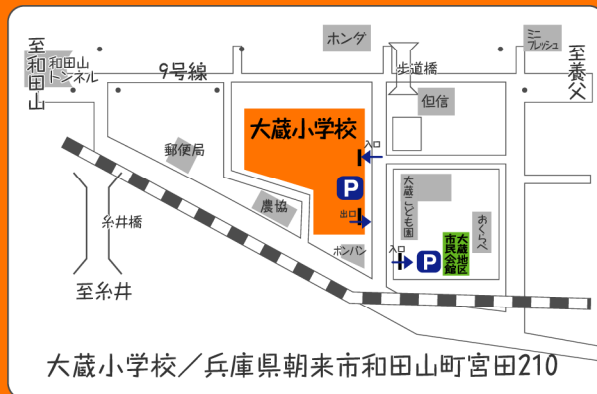 ホンダ
ミニ
フレッシュ
至和田山
和田山
トンネル
9号線
歩道橋
至養父
但信
大蔵小学校
入口
郵便局
P
大蔵こども園
農協
出口
おくらべ
糸井橋
ポンパン
入口
P
大蔵地区
市民会館
至糸井
大蔵小学校／兵庫県朝来市和田山町宮田210